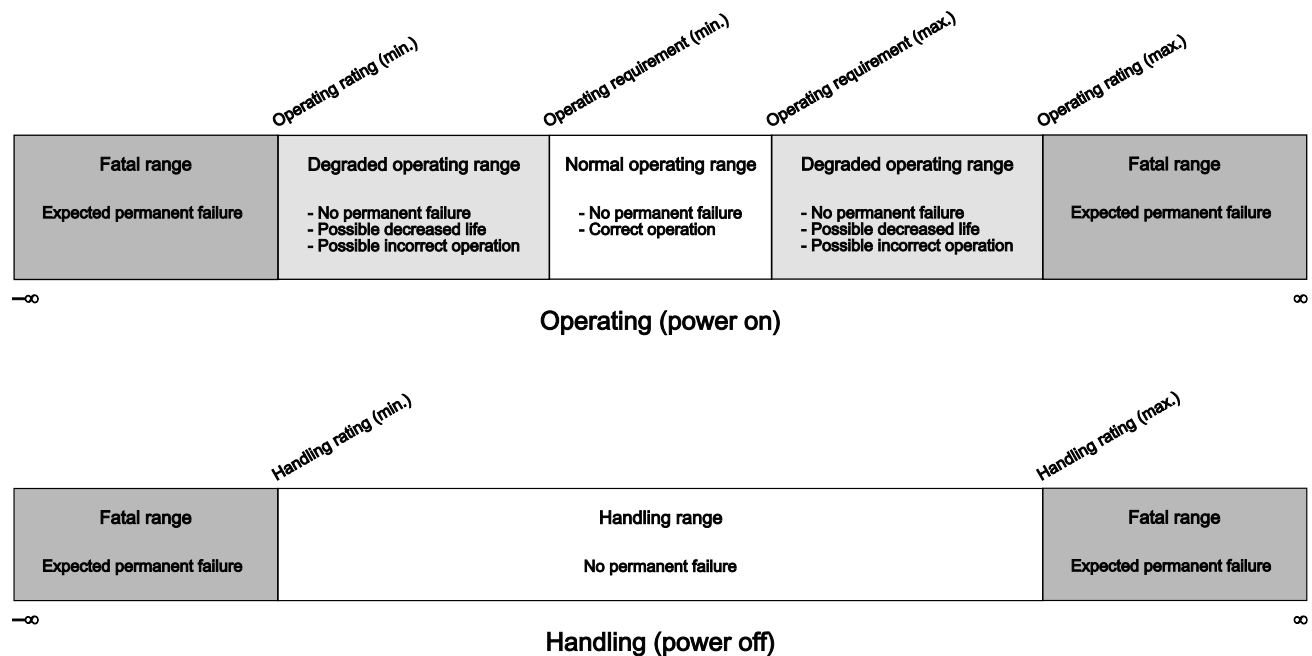 Operating rating (min.)
Operating requirement (min.)
Operating requirement (max.)
Operating rating (max.)
Fatal range
Expected permanent failure
Degraded operating range
- No permanent failure
- Possible decreased life
- Possible incorrect operation
Normal operating range
- No permanent failure
- Correct operation
Degraded operating range
- No permanent failure
- Possible decreased life
- Possible incorrect operation
Fatal range
Expected permanent failure
–∞
∞
Operating (power on)
Handling rating (min.)
Handling rating (max.)
Fatal range
Expected permanent failure
Handling range
No permanent failure
Fatal range
Expected permanent failure
–∞
∞
Handling (power off)